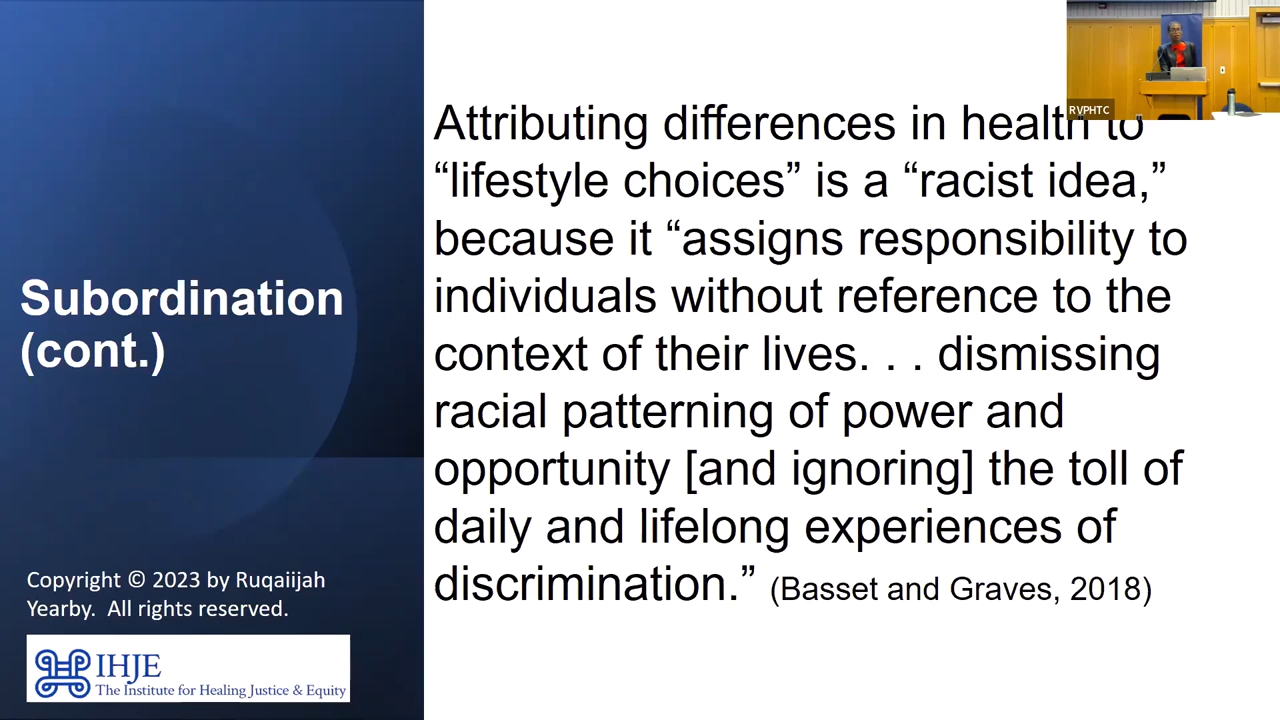 Subordination
(cont.)
Copyright © 2023 by Ruqaiijah
Yearby.  All rights reserved.
IHJE
The Institute for Healing Justice & Equity
Attributing differences in health to
“lifestyle choices” is a “racist idea,”
because it “assigns responsibility to
individuals without reference to the
context of their lives. . . dismissing
racial patterning of power and
opportunity [and ignoring] the toll of
daily and lifelong experiences of
discrimination.” (Basset and Graves, 2018)
RVPHTC